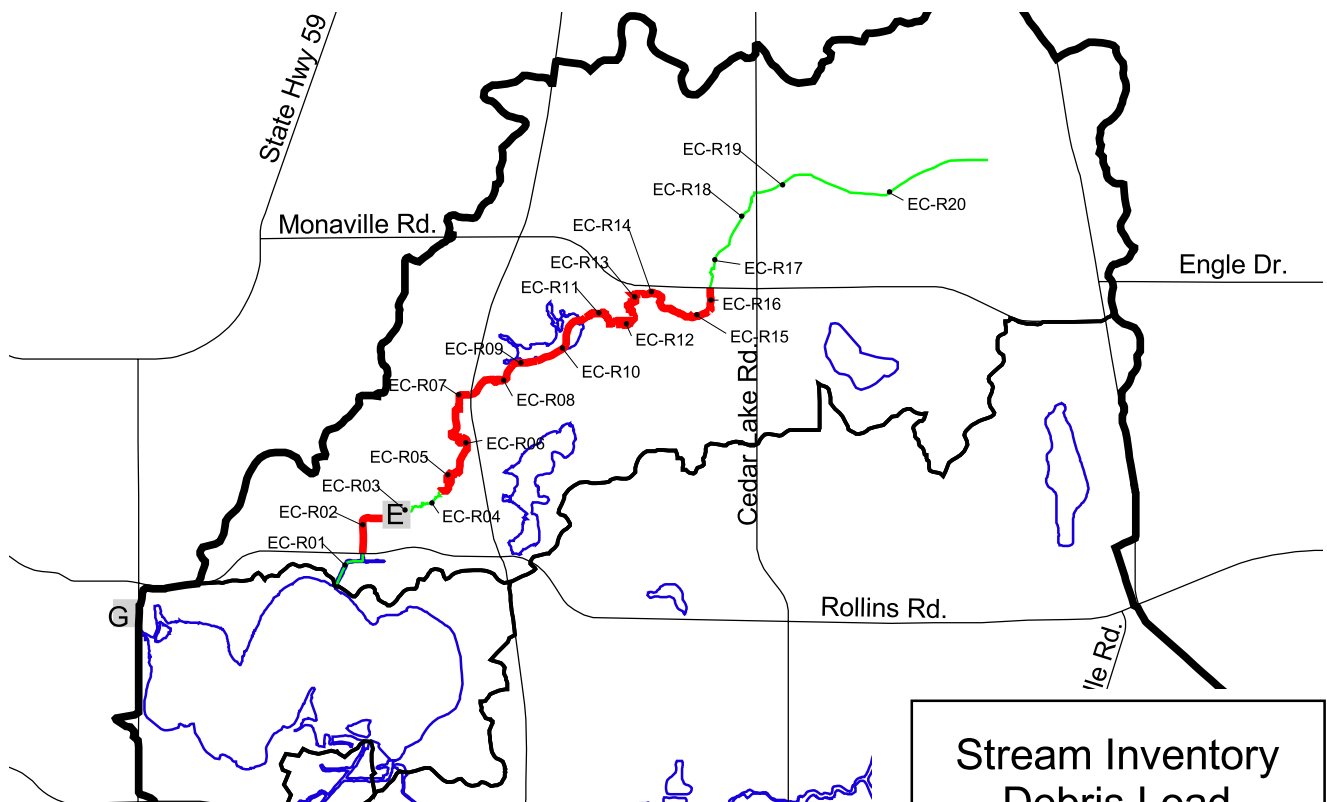 State Hwy 59
EC-R19
EC-R18
EC-R20
Monaville Rd.
EC-R14
EC-R13
EC-R17
Engle Dr.
EC-R11
EC-R16
EC-R12
EC-R15
EC-R09
EC-R10
EC-R07
EC-R08
Cedar Lake Rd.
EC-R06
EC-R05
EC-R03
E
EC-R04
EC-R02
EC-R01
G
Rollins Rd.
lle Rd.
Stream Inventory
Debris Load